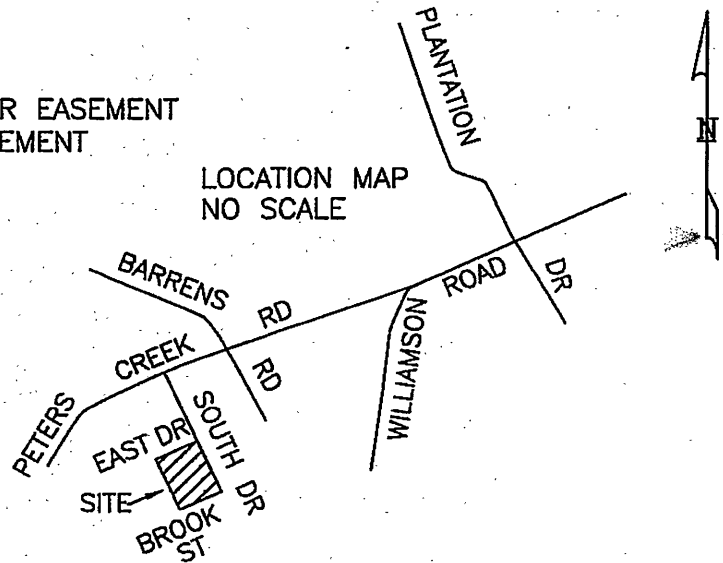 R EASEMENT
EMENT
LOCATION MAP
NO SCALE
N
PLANTATION
DR
BARRENS
RD
PETERS
CREEK
RD
WILLIAMSON
ROAD
SOUTH DR
EAST DR
SITE
BROOK
ST